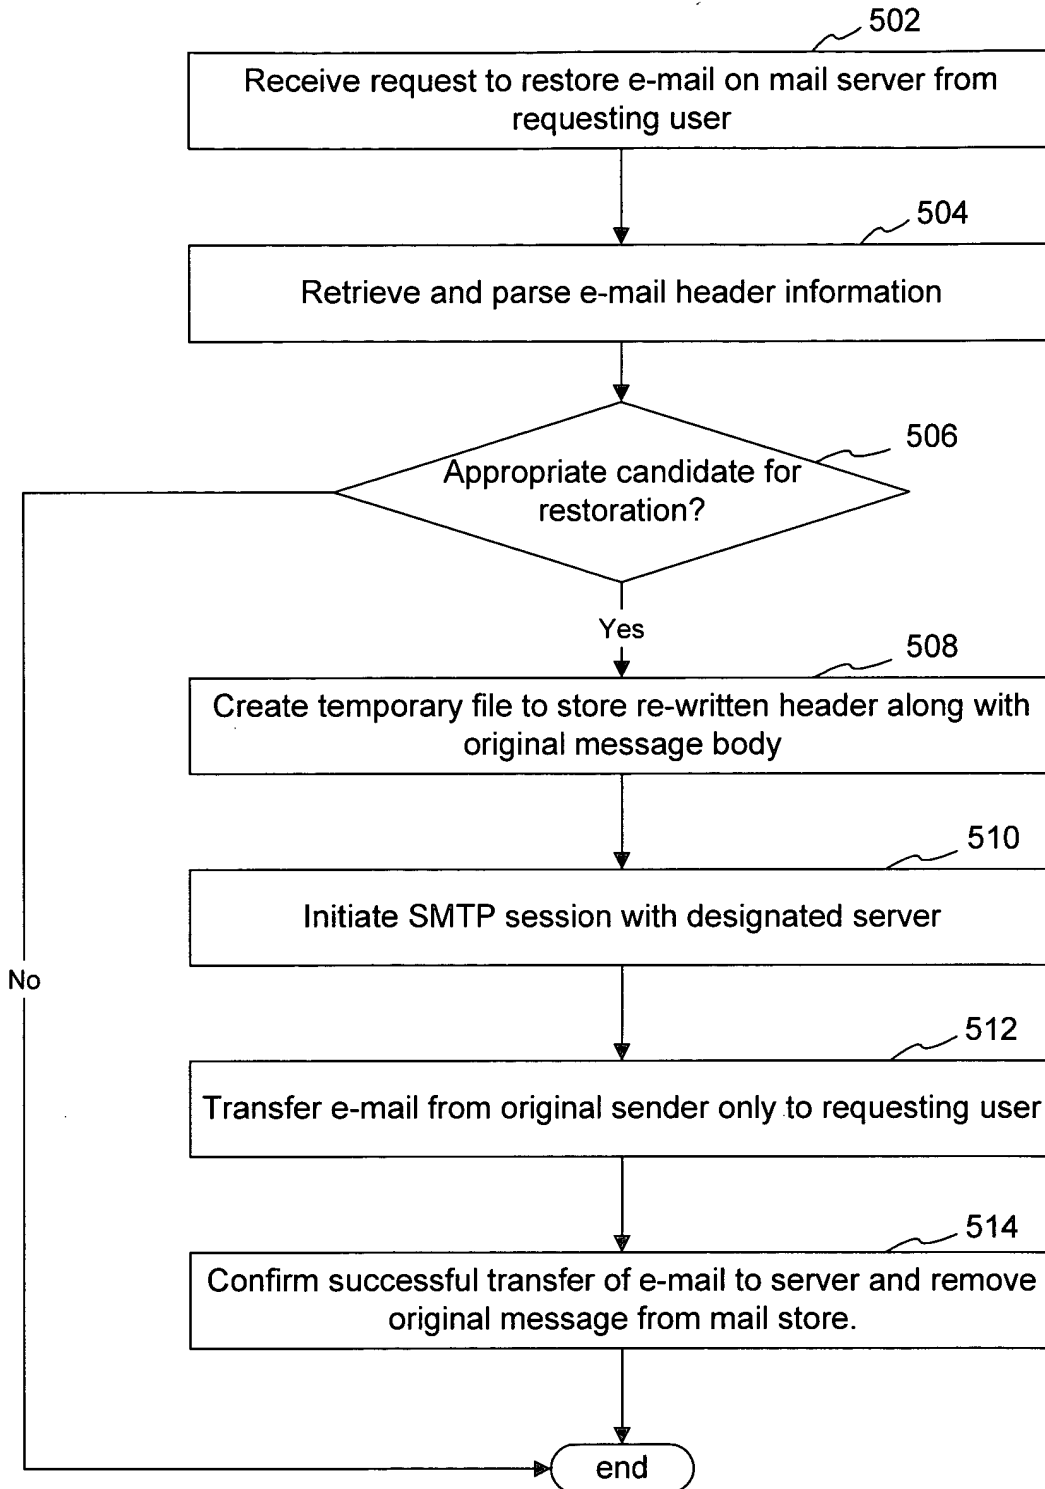 502
Receive request to restore e-mail on mail server from
requesting user
504
Retrieve and parse e-mail header information
506
Appropriate candidate for
restoration?
Yes
508
Create temporary file to store re-written header along with
original message body
510
Initiate SMTP session with designated server
No
512
Transfer e-mail from original sender only to requesting user
514
Confirm successful transfer of e-mail to server and remove
original message from mail store.
end